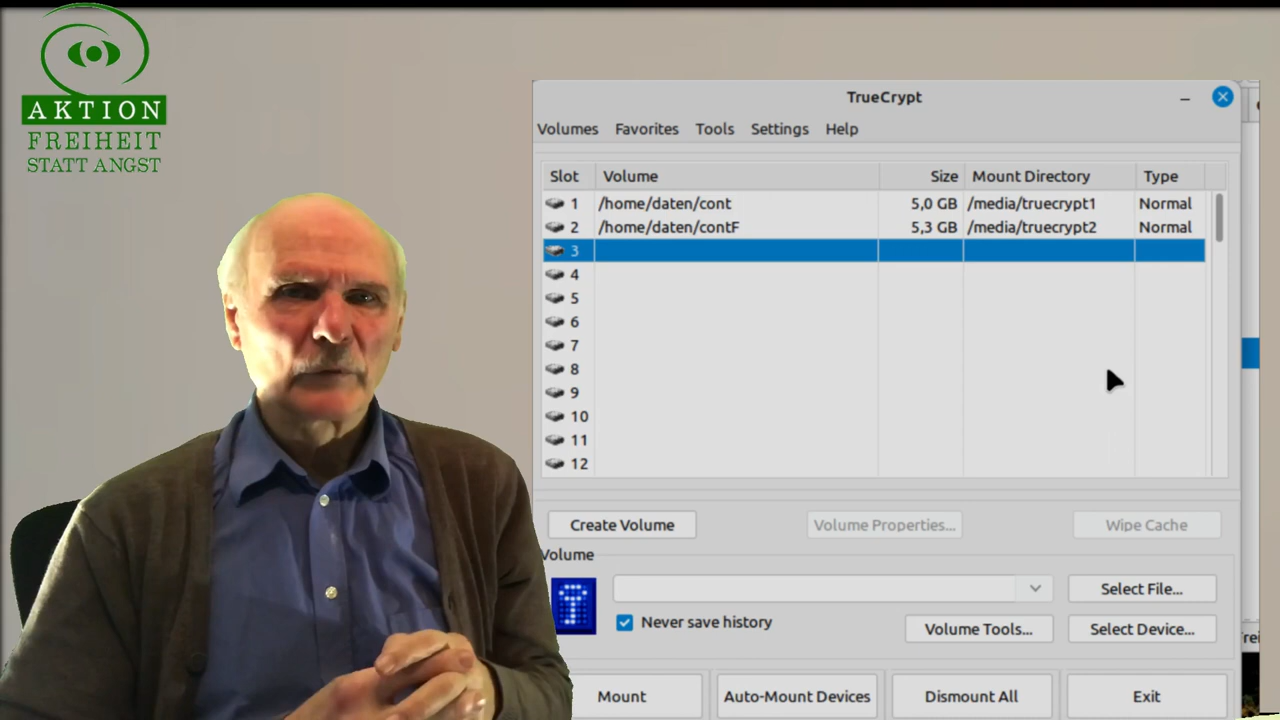 AKTION
FREIHEIT
STATT ANGST
TrueCrypt
Volumes Favorites Tools Settings Help
Slot Volume Size Mount Directory Type
1 /home/daten/cont 5,0 GB /media/truecrypt1 Normal
2 /home/daten/contF 5,3 GB /media/truecrypt2 Normal
3
4
5
6
7
8
9
10
11
12
Create Volume Volume Properties... Wipe Cache
Volume
Select File...
Never save history
Volume Tools... Select Device...
Mount Auto-Mount Devices Dismount All Exit